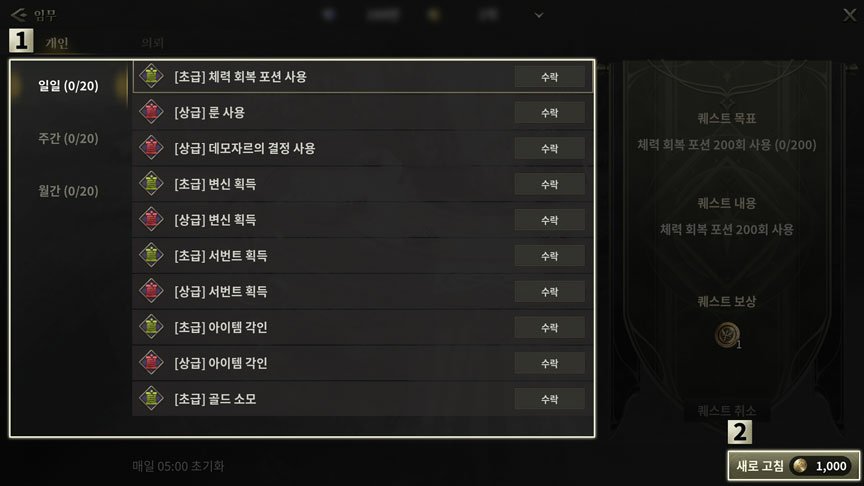 임무
1
개인
의뢰
일일 (0/20)
주간 (0/20)
월간 (0/20)
[초급] 체력 회복 포션 사용 수락
[상급] 룬 사용 수락
[상급] 데모자르의 결정 사용 수락
[초급] 변신 획득 수락
[상급] 변신 획득 수락
[초급] 서번트 획득 수락
[상급] 서번트 획득 수락
[초급] 아이템 각인 수락
[상급] 아이템 각인 수락
[초급] 골드 소모 수락
퀘스트 목표
체력 회복 포션 200회 사용 (0/200)
퀘스트 내용
체력 회복 포션 200회 사용
퀘스트 보상
1
퀘스트 취소
2
매일 05:00 초기화
새로 고침 1,000